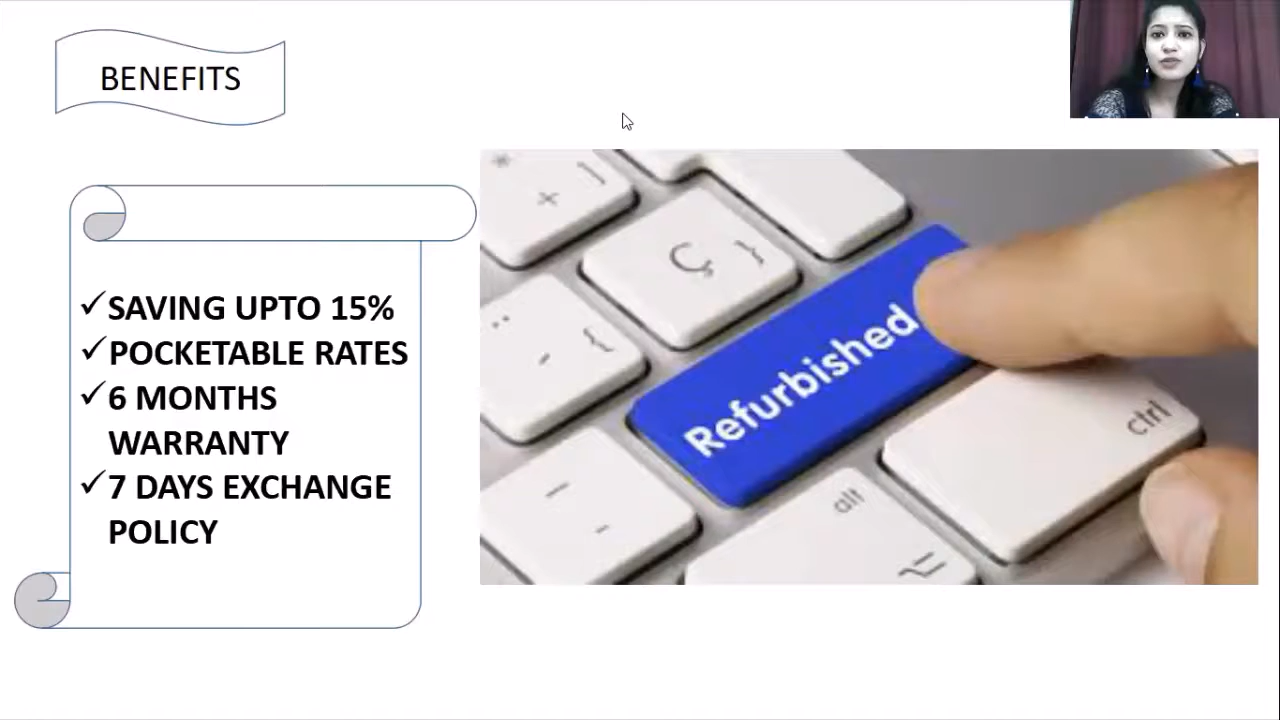 BENEFITS
✓SAVING UPTO 15%
✓POCKETABLE RATES
✓6 MONTHS
WARRANTY
✓7 DAYS EXCHANGE
POLICY
* + ]
Ç }
¨ - {
Refurbished
ctrl
alt